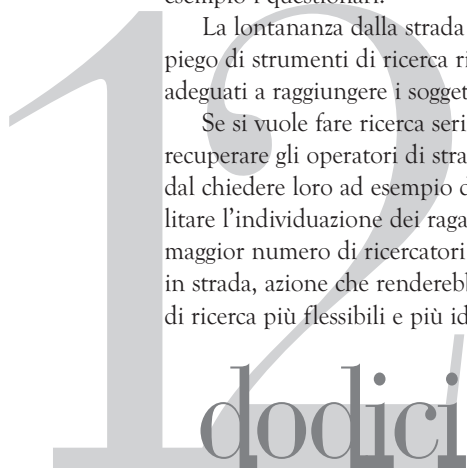 esempio i questionari.
La lontananza dalla strada
piego di strumenti di ricerca ri
adeguati a raggiungere i sogget
Se si vuole fare ricerca seri
recuperare gli operatori di stra
dal chiedere loro ad esempio d
litare l'individuazione dei raga
maggior numero di ricercatori
in strada, azione che renderebb
di ricerca più flessibili e più id
12
dodici